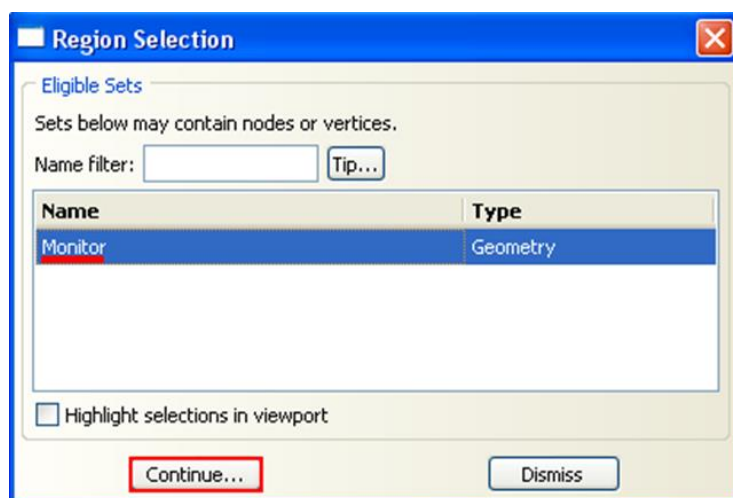 Region Selection
Eligible Sets
Sets below may contain nodes or vertices.
Name filter: Tip...
Name Type
Monitor Geometry
Highlight selections in viewport
Continue... Dismiss